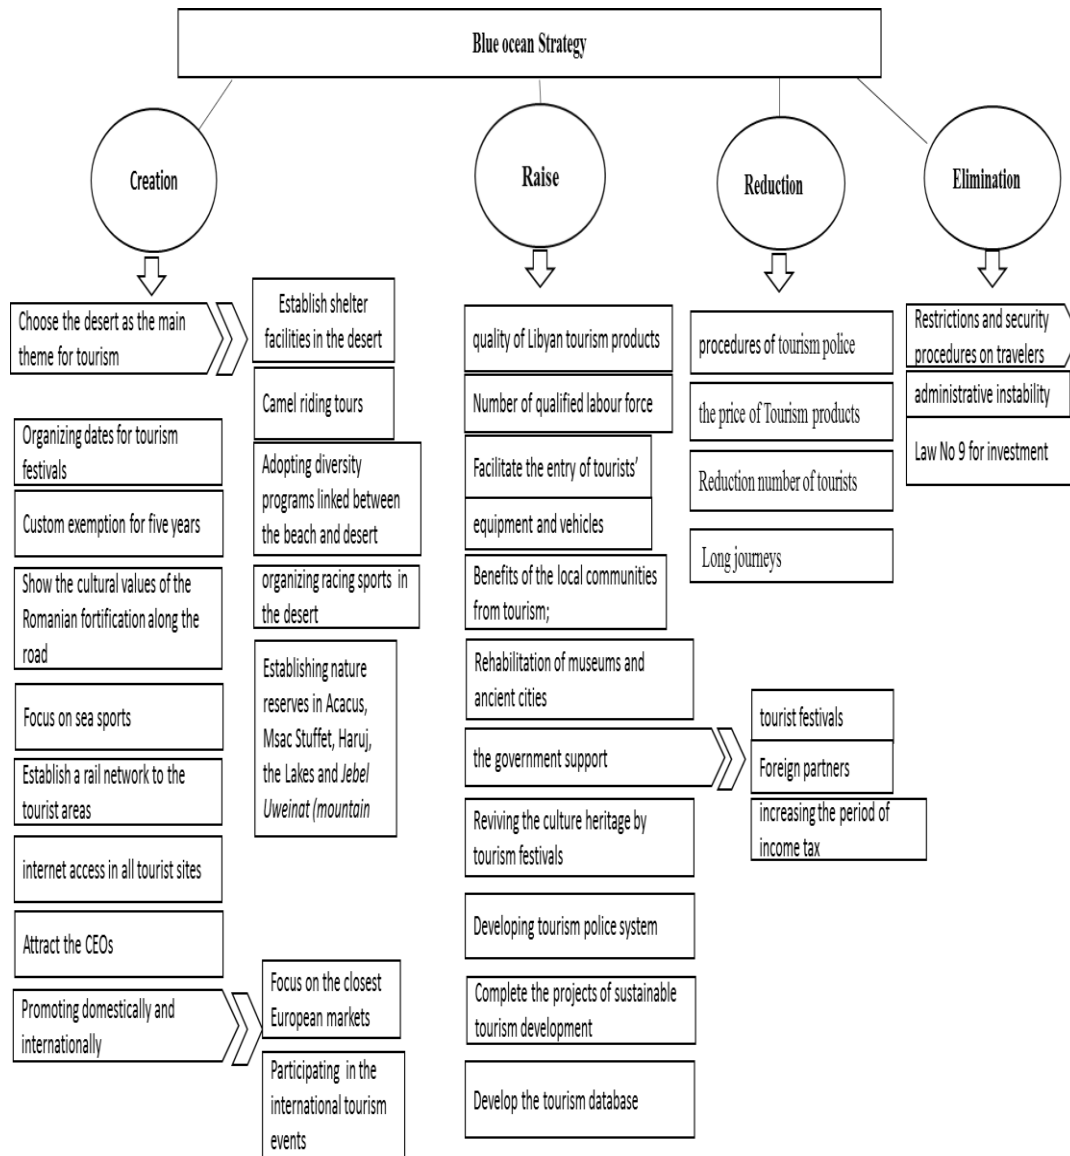 Blue ocean Strategy
Creation
Raise
Reduction
Elimination
Choose the desert as the main
theme for tourism
Organizing dates for tourism
festivals
Custom exemption for five years
Show the cultural values of the
Romanian fortification along the
road
Focus on sea sports
Establish a rail network to the
tourist areas
internet access in all tourist sites
Attract the CEOs
Promoting domestically and
internationally
Establish shelter
facilities in the desert
Camel riding tours
Adopting diversity
programs linked between
the beach and desert
organizing racing sports in
the desert
Establishing nature
reserves in Acacus,
Msac Stuffet, Haruj,
the Lakes and Jebel
Uweinat (mountain
Focus on the closest
European markets
Participating in the
international tourism
events
quality of Libyan tourism products
Number of qualified labour force
Facilitate the entry of tourists’
equipment and vehicles
Benefits of the local communities
from tourism;
Rehabilitation of museums and
ancient cities
the government support
Reviving the culture heritage by
tourism festivals
Developing tourism police system
Complete the projects of sustainable
tourism development
Develop the tourism database
procedures of tourism police
the price of Tourism products
Reduction number of tourists
Long journeys
tourist festivals
Foreign partners
increasing the period of
income tax
Restrictions and security
procedures on travelers
administrative instability
Law No 9 for investment